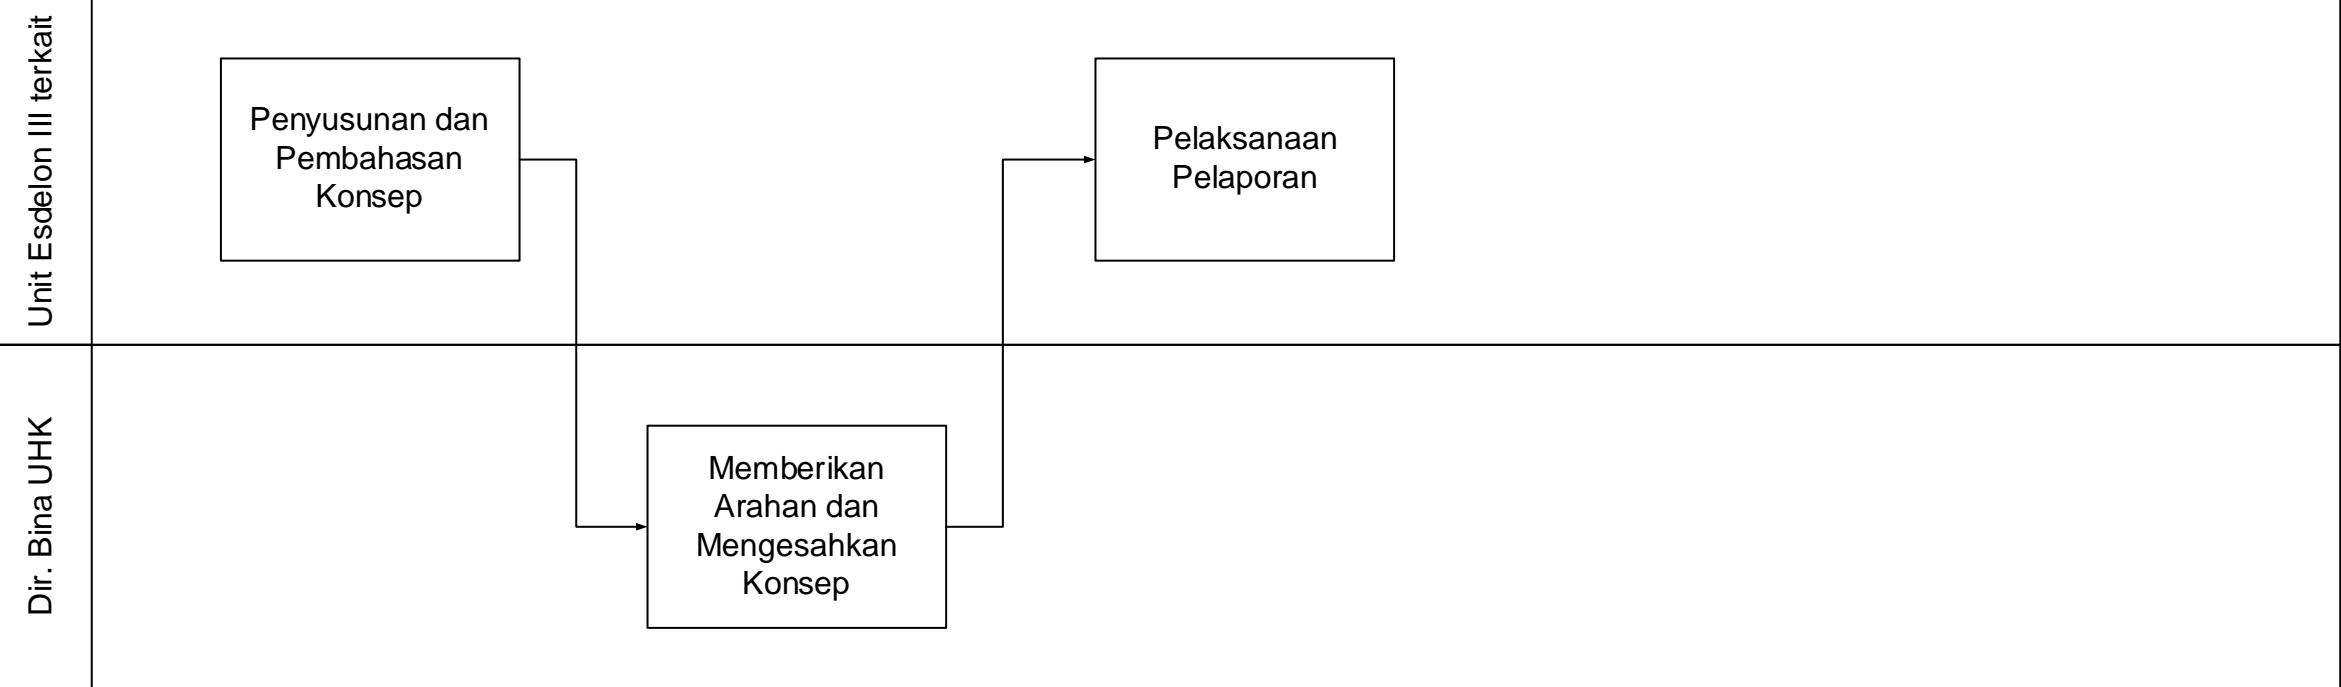 Unit Esdelon III terkait
Penyusunan dan
Pembahasan
Konsep
Pelaksanaan
Pelaporan
Dir. Bina UHK
Memberikan
Arahan dan
Mengesahkan
Konsep